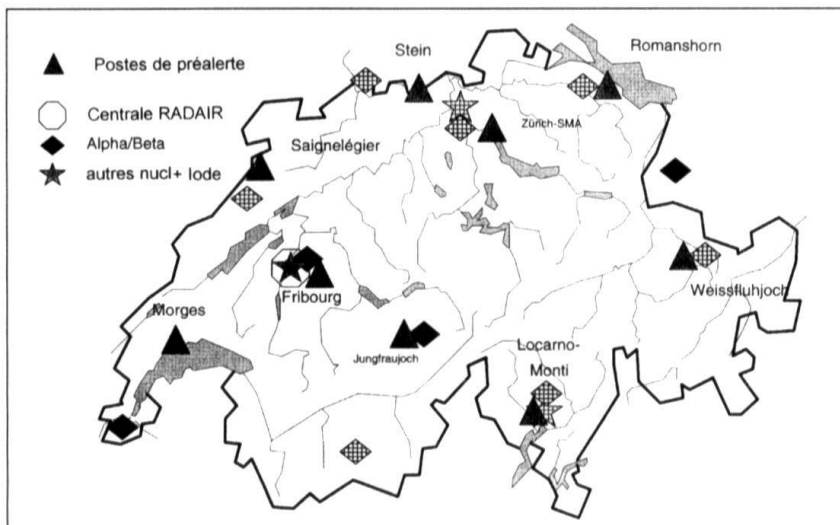 Postes de préalerte
Centrale RADAIR
Alpha/Beta
autres nucl+ Iode
Stein
Romanshorn
Zürich-SMA
Saignelégier
Fribourg
Morges
Jungfraujoch
Weissfluhjoch
Locarno-
Monti